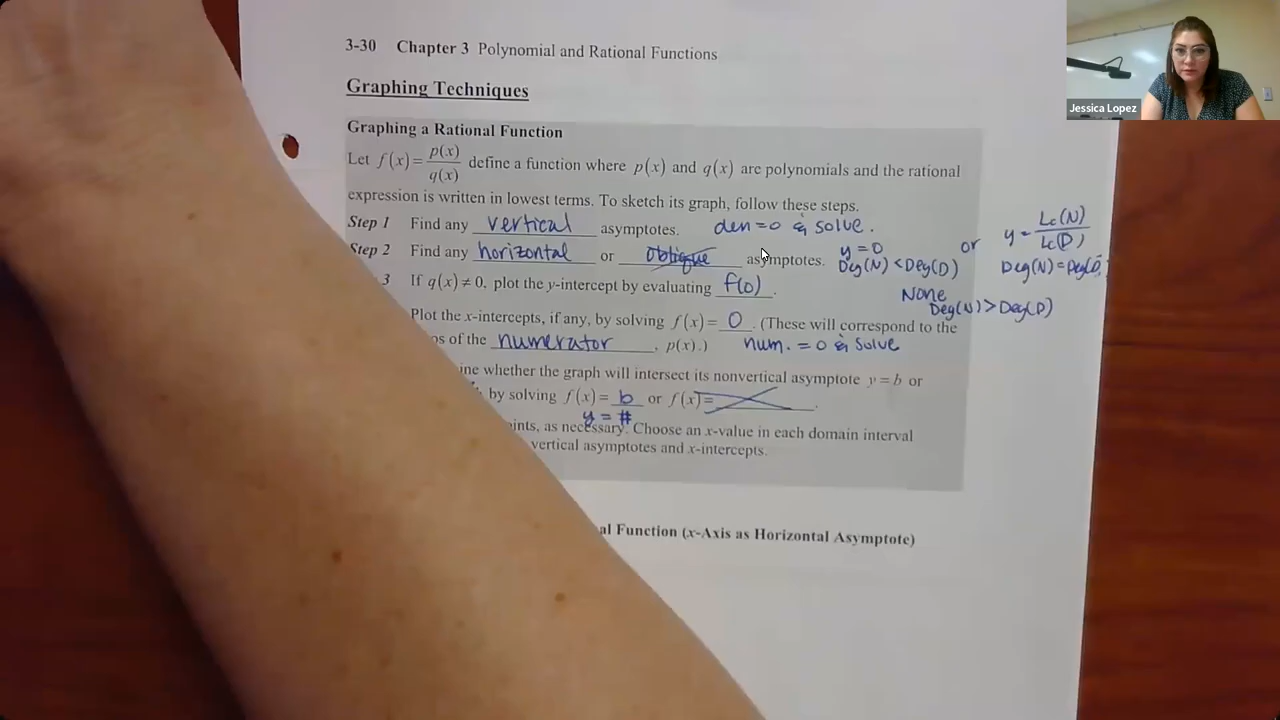 3-30 Chapter 3 Polynomial and Rational Functions
Jessica Lopez
Graphing Techniques
Graphing a Rational Function
Let f(x)= p(x)/q(x) define a function where p(x) and q(x) are polynomials and the rational
expression is written in lowest terms. To sketch its graph, follow these steps.
Step 1 Find any vertical asymptotes. den=0 & solve.
Step 2 Find any horizontal or oblique asymptotes. y=0 or y= Lc(N)/Lc(D)
Deg(N) < Deg(D) Deg(N)=Deg(D)
3 If q(x) ≠ 0, plot the y-intercept by evaluating f(0).
None
Deg(N) > Deg(D)
Plot the x-intercepts, if any, by solving f(x)= 0. (These will correspond to the
of the numerator, p(x).) num. = 0 & solve
whether the graph will intersect its nonvertical asymptote y = b or
by solving f(x)= b or f(x)=
y = #
as necessary. Choose an x-value in each domain interval
vertical asymptotes and x-intercepts.
Function (x-Axis as Horizontal Asymptote)